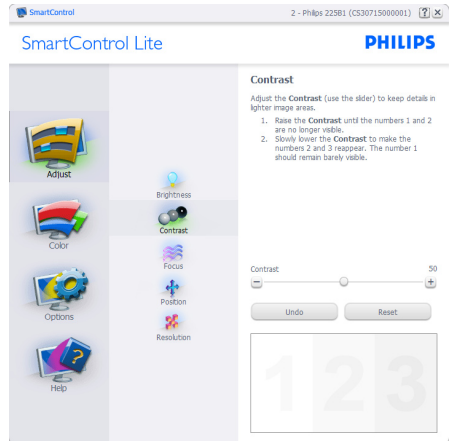 SmartControl
2 - Philips 225B1 (CS30715000001)
SmartControl Lite
PHILIPS
Adjust
Color
Options
Help
Brightness
Contrast
Focus
Position
Resolution
Contrast
Adjust the Contrast (use the slider) to keep details in
lighter image areas.
1. Raise the Contrast until the numbers 1 and 2
are no longer visible.
2. Slowly lower the Contrast to make the
numbers 2 and 3 reappear. The number 1
should remain barely visible.
Contrast 50
Undo Reset
1 2 3